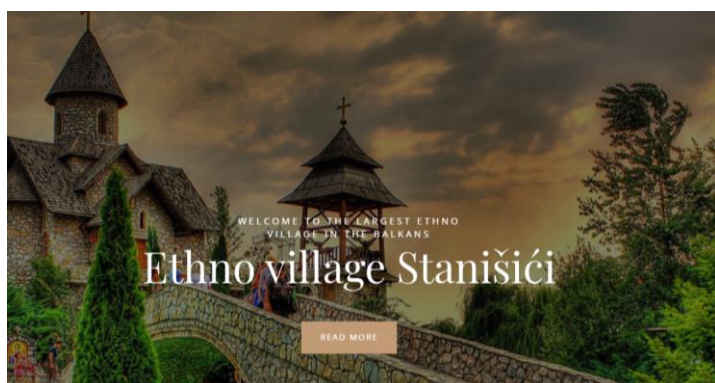 WELCOME TO THE LARGEST ETHNO
VILLAGE IN THE BALKANS
Ethno village Stanišići
READ MORE